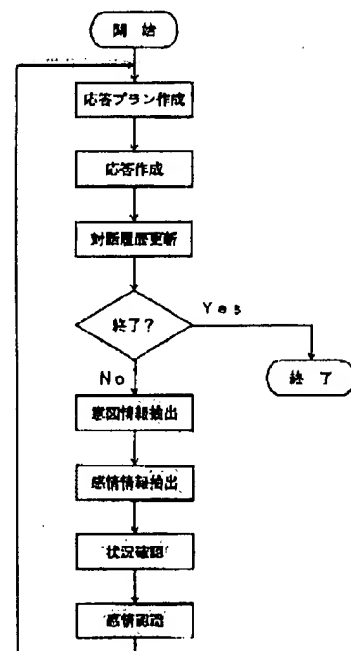 開 始
応答プラン作成
応答作成
対話履歴更新
終了?
Yes
終 了
No
意図情報抽出
感情情報抽出
状況確認
感情認識